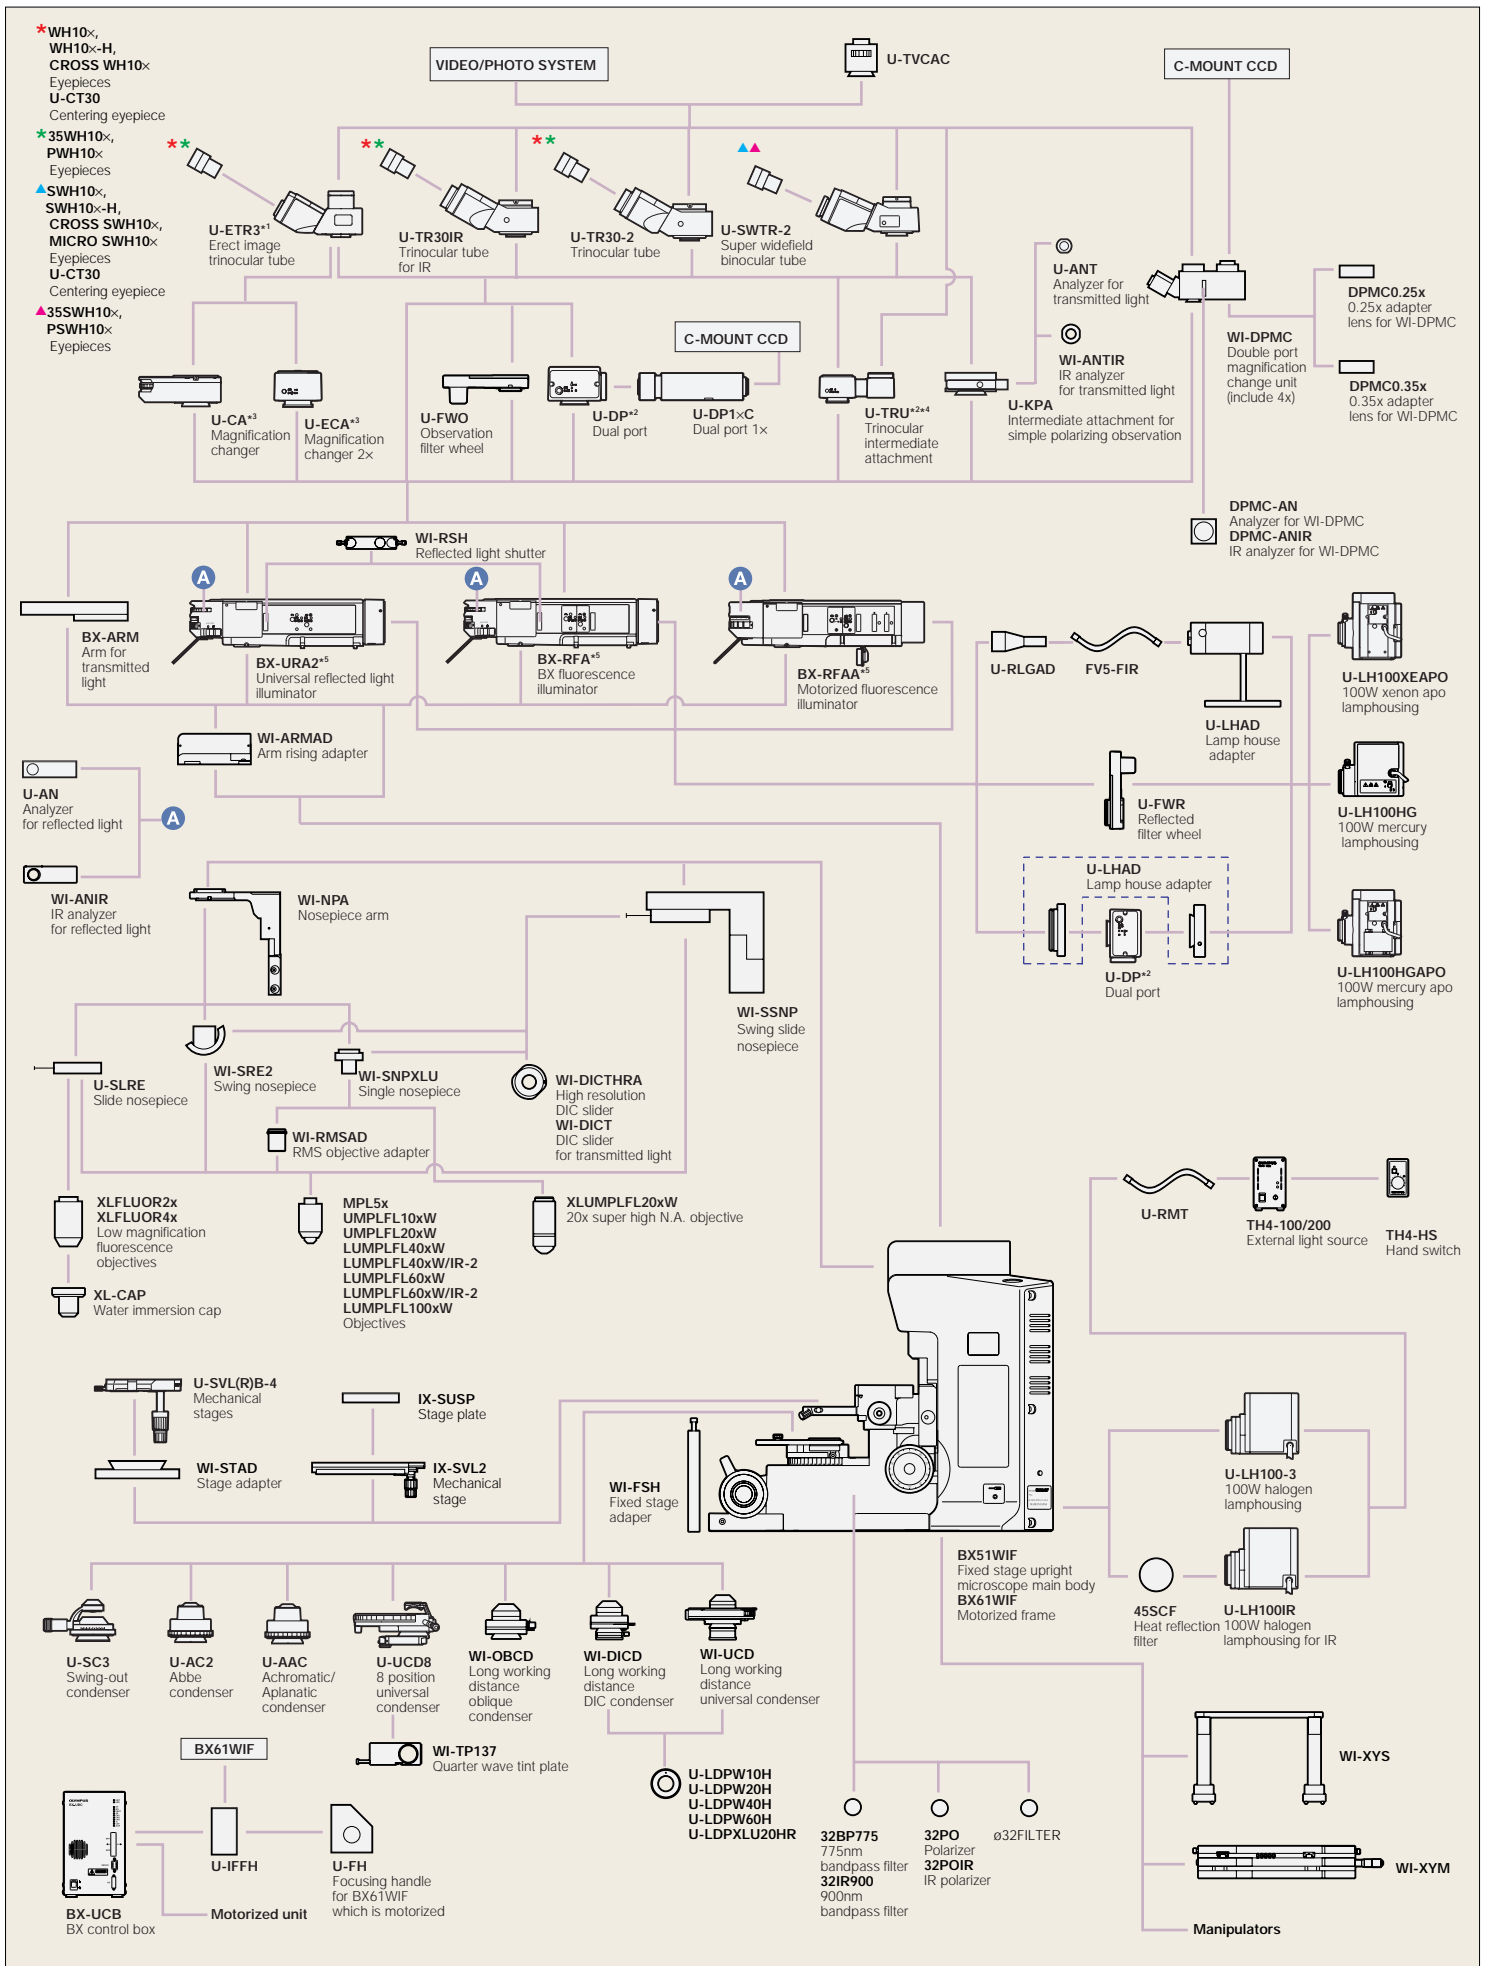 *WH10×,
WH10×-H,
CROSS WH10×
Eyepieces
U-CT30
Centering eyepiece
*35WH10×,
PWH10×
Eyepieces
▲SWH10×,
SWH10×-H,
CROSS SWH10×,
MICRO SWH10×
Eyepieces
U-CT30
Centering eyepiece
▲35SWH10×,
PSWH10×
Eyepieces
VIDEO/PHOTO SYSTEM
U-TVCAC
C-MOUNT CCD
**
**
**
▲▲
U-ETR3*1
Erect image
trinocular tube
U-TR30IR
Trinocular tube
for IR
U-TR30-2
Trinocular tube
U-SWTR-2
Super widefield
binocular tube
U-ANT
Analyzer for
transmitted light
WI-ANTIR
IR analyzer
for transmitted light
WI-DPMC
Double port
magnification
change unit
(include 4x)
DPMC0.25x
0.25x adapter
lens for WI-DPMC
DPMC0.35x
0.35x adapter
lens for WI-DPMC
C-MOUNT CCD
U-CA*3
Magnification
changer
U-ECA*3
Magnification
changer 2×
U-FWO
Observation
filter wheel
U-DP*2
Dual port
U-DP1×C
Dual port 1×
U-TRU*2*4
Trinocular
intermediate
attachment
U-KPA
Intermediate attachment for
simple polarizing observation
DPMC-AN
Analyzer for WI-DPMC
DPMC-ANIR
IR analyzer for WI-DPMC
WI-RSH
Reflected light shutter
A
A
A
BX-ARM
Arm for
transmitted
light
BX-URA2*5
Universal reflected light
illuminator
BX-RFA*5
BX fluorescence
illuminator
BX-RFAA*5
Motorized fluorescence
illuminator
U-RLGAD
FV5-FIR
U-LHAD
Lamp house
adapter
U-LH100XEAPO
100W xenon apo
lamphousing
WI-ARMAD
Arm rising adapter
U-AN
Analyzer
for reflected light
A
WI-ANIR
IR analyzer
for reflected light
U-FWR
Reflected
filter wheel
U-LH100HG
100W mercury
lamphousing
U-LHAD
Lamp house adapter
U-DP*2
Dual port
U-LH100HGAPO
100W mercury apo
lamphousing
WI-NPA
Nosepiece arm
WI-SSNP
Swing slide
nosepiece
U-SLRE
Slide nosepiece
WI-SRE2
Swing nosepiece
WI-SNPXLU
Single nosepiece
WI-DICTHRA
High resolution
DIC slider
WI-DICT
DIC slider
for transmitted light
WI-RMSAD
RMS objective adapter
XLFLUOR2x
XLFLUOR4x
Low magnification
fluorescence
objectives
XL-CAP
Water immersion cap
MPL5x
UMPLFL10xW
UMPLFL20xW
LUMPLFL40xW
LUMPLFL40xW/IR-2
LUMPLFL60xW
LUMPLFL60xW/IR-2
LUMPLFL100xW
Objectives
XLUMPLFL20xW
20x super high N.A. objective
U-RMT
TH4-100/200
External light source
TH4-HS
Hand switch
U-SVL(R)B-4
Mechanical
stages
IX-SUSP
Stage plate
WI-STAD
Stage adapter
IX-SVL2
Mechanical
stage
WI-FSH
Fixed stage
adaper
BX51WIF
Fixed stage upright
microscope main body
BX61WIF
Motorized frame
U-LH100-3
100W halogen
lamphousing
45SCF
Heat reflection
filter
U-LH100IR
100W halogen
lamphousing for IR
U-SC3
Swing-out
condenser
U-AC2
Abbe
condenser
U-AAC
Achromatic/
Aplanatic
condenser
U-UCD8
8 position
universal
condenser
WI-OBCD
Long working
distance
oblique
condenser
WI-DICD
Long working
distance
DIC condenser
WI-UCD
Long working
distance
universal condenser
WI-TP137
Quarter wave tint plate
U-LDPW10H
U-LDPW20H
U-LDPW40H
U-LDPW60H
U-LDPXLU20HR
BX61WIF
OLYMPUS
BX-UCB
BX control box
U-IFFH
U-FH
Focusing handle
for BX61WIF
which is motorized
Motorized unit
32BP775
775nm
bandpass filter
32IR900
900nm
bandpass filter
32PO
Polarizer
32POIR
IR polarizer
ø32FILTER
WI-XYS
WI-XYM
Manipulators